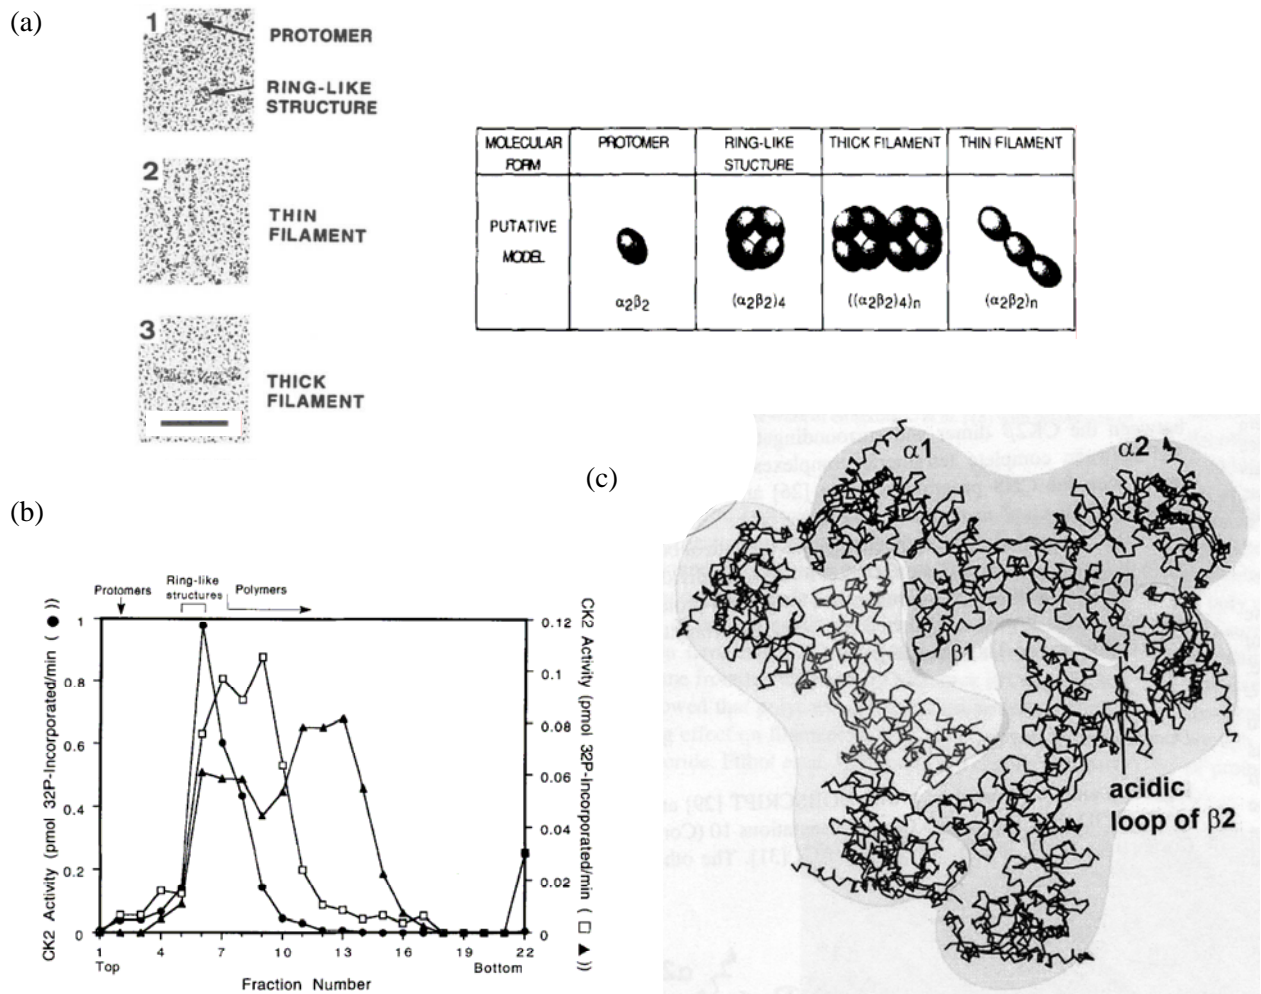 (a)
1
PROTOMER
RING-LIKE
STRUCTURE
2
THIN
FILAMENT
3
THICK
FILAMENT
MOLECULAR
FORM
PROTOMER
RING-LIKE
STUCTURE
THICK FILAMENT
THIN FILAMENT
PUTATIVE
MODEL
α2β2
(α2β2)4
((α2β2)4)n
(α2β2)n
(b)
Protomers
Ring-like
structures
Polymers
CK2 Activity (pmol 32P-Incorporated/min ( ● ))
1
0.8
0.6
0.4
0.2
0
0.12
0.1
0.08
0.06
0.04
0.02
0
CK2 Activity (pmol 32P-Incorporated/min ( □ ▲ ))
1 4 7 10 13 16 19 22
Top
Bottom
Fraction Number
(c)
α1
α2
β1
acidic
loop of β2